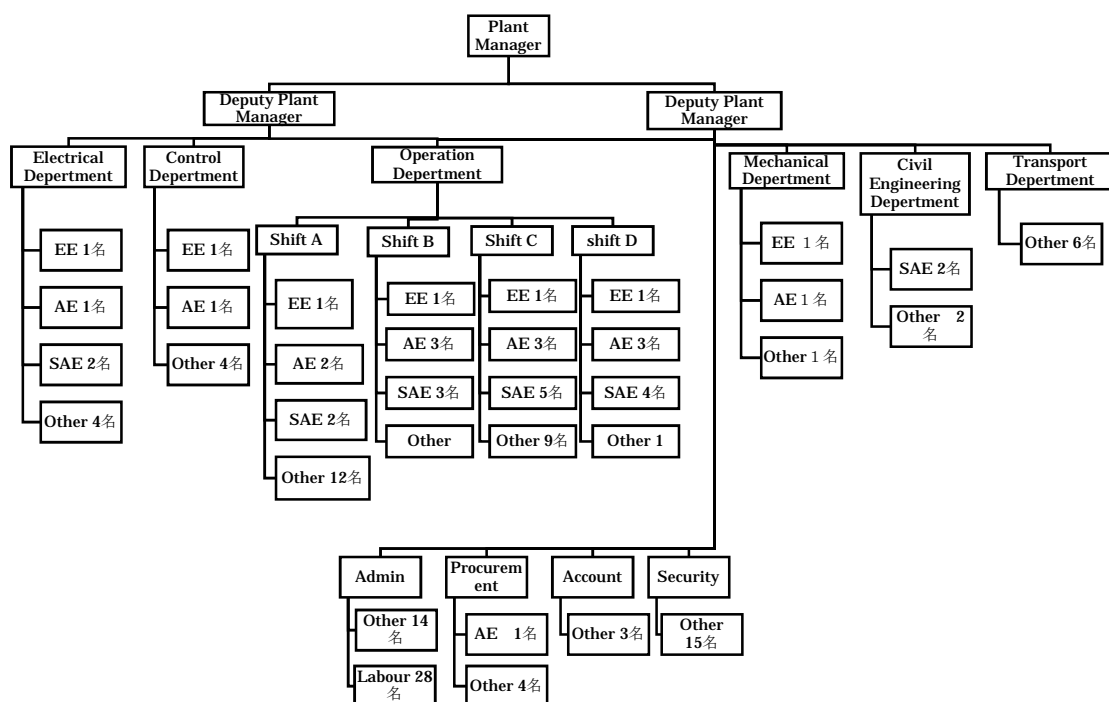 Plant
Manager
Deputy Plant
Manager
Deputy Plant
Manager
Electrical
Depertment
Control
Depertment
Operation
Depertment
Mechanical
Depertment
Civil
Engineering
Depertment
Transport
Depertment
EE 1名
AE 1名
SAE 2名
Other 4名
EE 1名
AE 1名
Other 4名
Shift A
EE 1名
AE 2名
SAE 2名
Other 12名
Shift B
EE 1名
AE 3名
SAE 3名
Other
Shift C
EE 1名
AE 3名
SAE 5名
Other 9名
shift D
EE 1名
AE 3名
SAE 4名
Other 1
EE 1名
AE 1名
Other 1名
SAE 2名
Other 2
名
Other 6名
Admin
Other 14
名
Labour 28
名
Procurem
ent
AE 1名
Other 4名
Account
Other 3名
Security
Other
15名